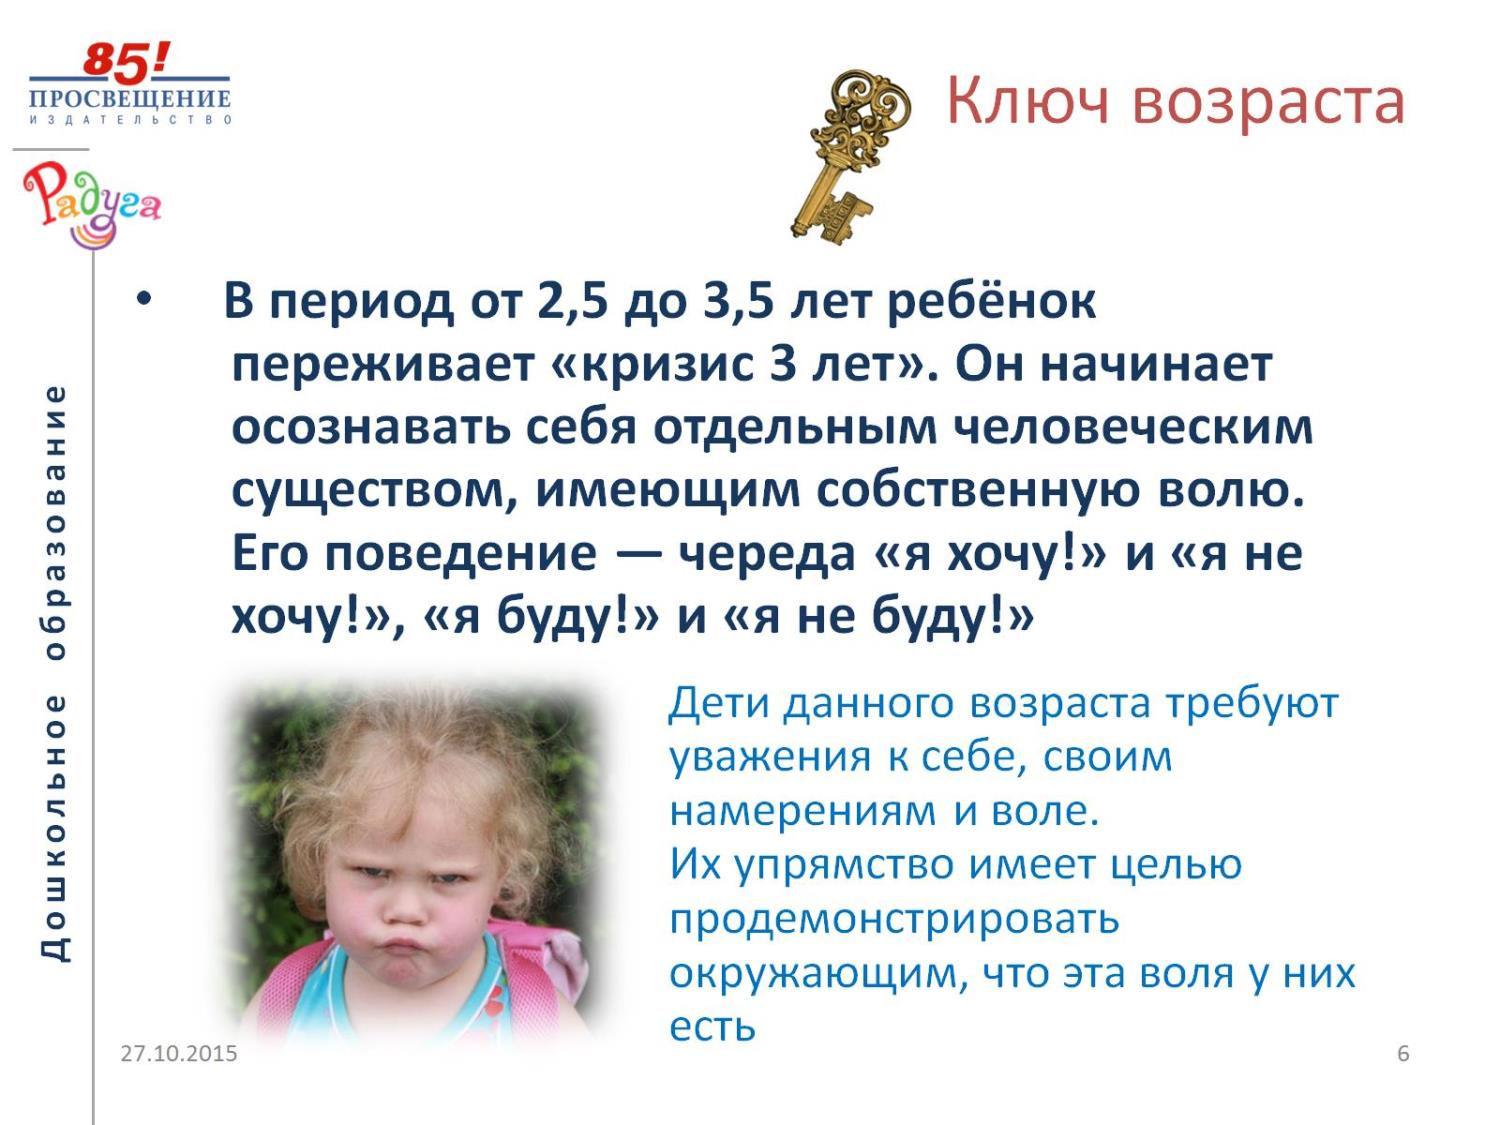 85!
ПРОСВЕЩЕНИЕ
ИЗДАТЕЛЬСТВО
Радуга
Ключ возраста
• В период от 2,5 до 3,5 лет ребёнок
переживает «кризис 3 лет». Он начинает
осознавать себя отдельным человеческим
существом, имеющим собственную волю.
Его поведение — череда «я хочу!» и «я не
хочу!», «я буду!» и «я не буду!»
Дети данного возраста требуют
уважения к себе, своим
намерениям и воле.
Их упрямство имеет целью
продемонстрировать
окружающим, что эта воля у них
есть
Дошкольное образование
27.10.2015
6